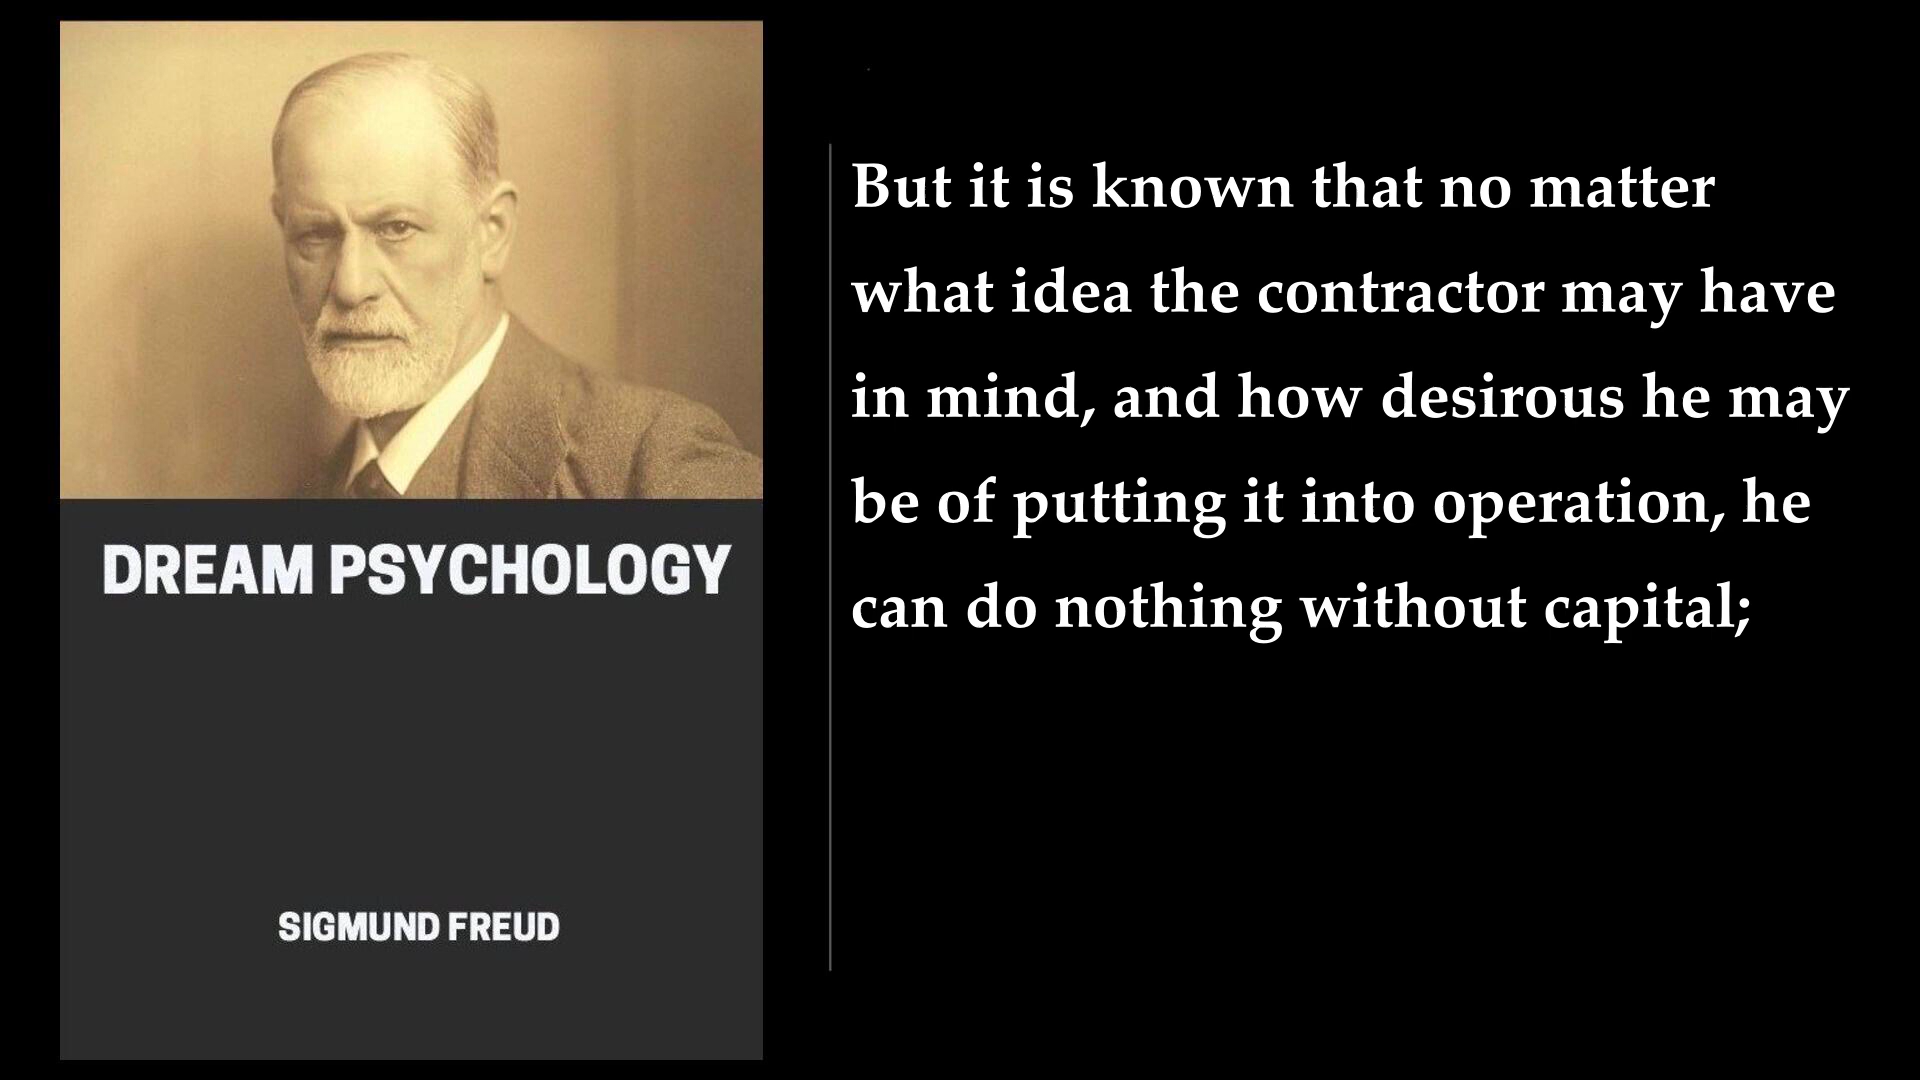 DREAM PSYCHOLOGY
SIGMUND FREUD
But it is known that no matter
what idea the contractor may have
in mind, and how desirous he may
be of putting it into operation, he
can do nothing without capital;